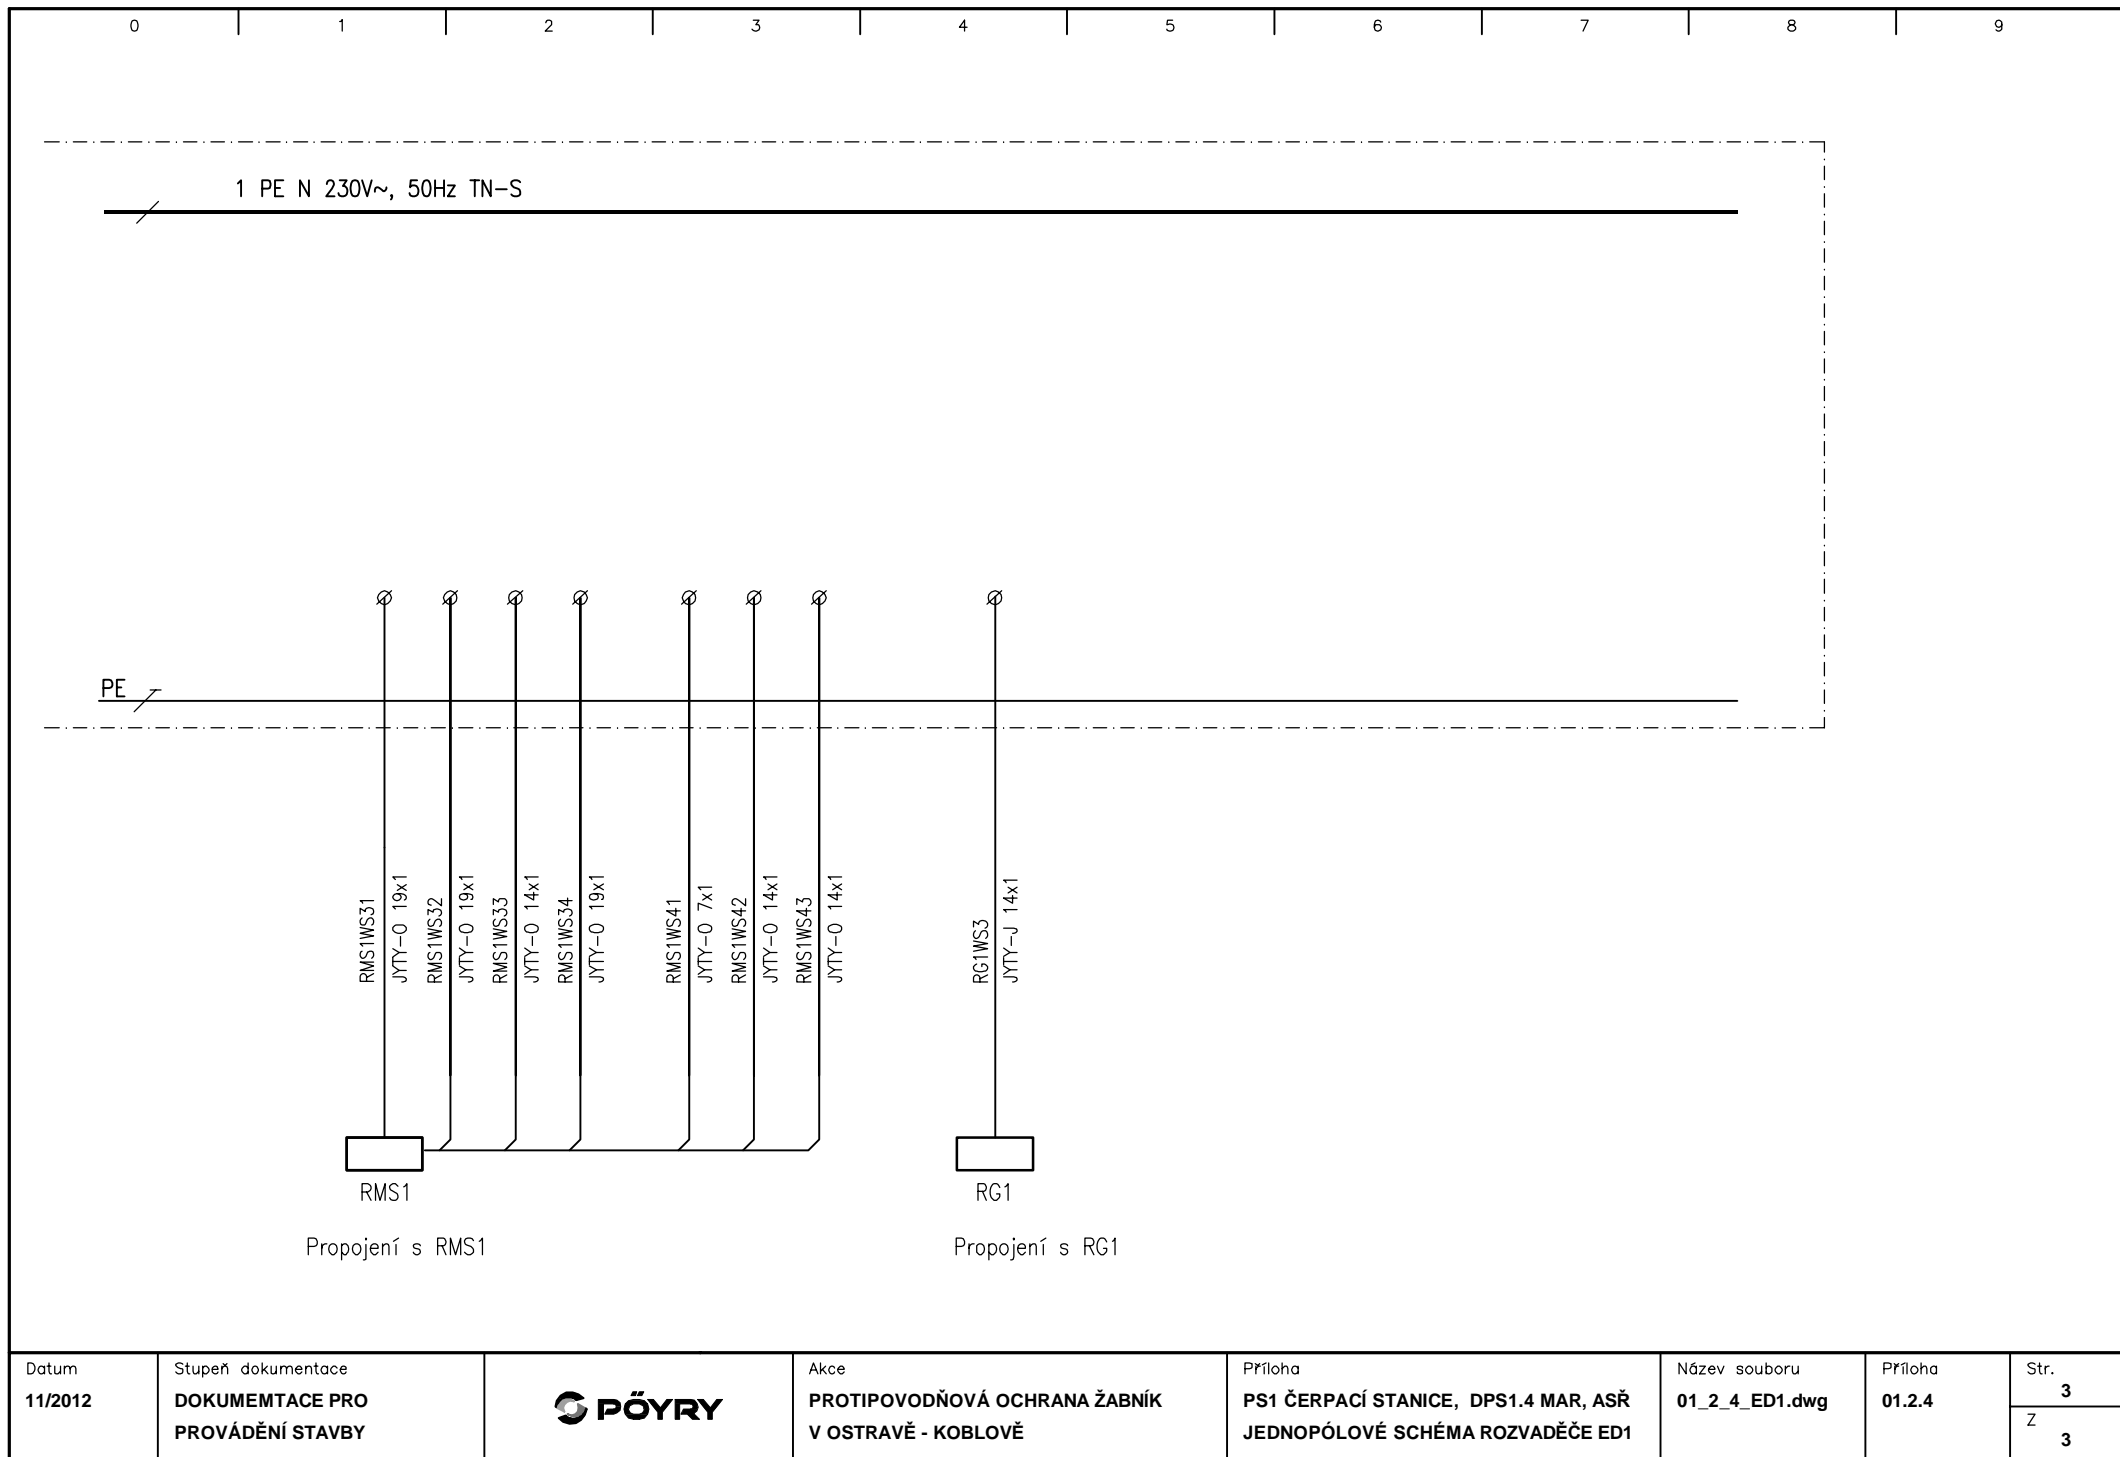 0 1 2 3 4 5 6 7 8 9
1 PE N 230V~, 50Hz TN-S
PE
RMS1WS31
JYTY-O 19x1
RMS1WS32
JYTY-O 19x1
RMS1WS33
JYTY-O 14x1
RMS1WS34
JYTY-O 19x1
RMS1WS41
JYTY-O 7x1
RMS1WS42
JYTY-O 14x1
RMS1WS43
JYTY-O 14x1
RG1WS3
JYTY-J 14x1
RMS1
RG1
Propojení s RMS1
Propojení s RG1
Datum
11/2012
Stupeň dokumentace
DOKUMEMTACE PRO
PROVÁDĚNÍ STAVBY
PÖYRY
Akce
PROTIPOVODŇOVÁ OCHRANA ŽABNÍK
V OSTRAVĚ - KOBLOVĚ
Příloha
PS1 ČERPACÍ STANICE, DPS1.4 MAR, ASŘ
JEDNOPÓLOVÉ SCHÉMA ROZVADĚČE ED1
Název souboru
01_2_4_ED1.dwg
Příloha
01.2.4
Str.
3
Z
3